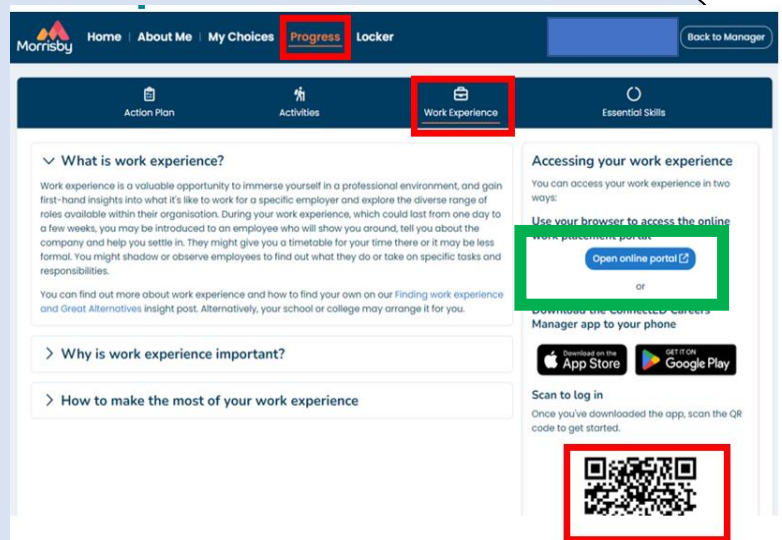 Morrisby
Home | About Me | My Choices Progress Locker
Back to Manager
Action Plan
Activities
Work Experience
Essential Skills
What is work experience?
Work experience is a valuable opportunity to immerse yourself in a professional environment, and gain
first-hand insights into what it's like to work for a specific employer and explore the diverse range of
roles available within their organisation. During your work experience, which could last from one day to
a few weeks, you may be introduced to an employee who will show you around, tell you about the
company and help you settle in. They might give you a timetable for your time there or it may be less
formal. You might shadow or observe employees to find out what they do or take on specific tasks and
responsibilities.
You can find out more about work experience and how to find your own on our Finding work experience
and Great Alternatives insight post. Alternatively, your school or college may arrange it for you.
Why is work experience important?
How to make the most of your work experience
Accessing your work experience
You can access your work experience in two
ways:
Use your browser to access the online
work placement portal
Open online portal
or
Download the ConnectED Careers
Manager app to your phone
Download on the
App Store
GET IT ON
Google Play
Scan to log in
Once you've downloaded the app, scan the QR
code to get started.